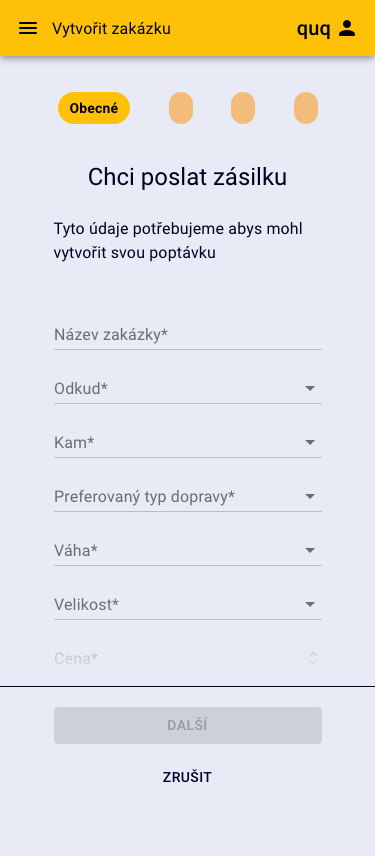 Vytvořit zakázku
quq
Obecné
Chci poslat zásilku
Tyto údaje potřebujeme abys mohl
vytvořit svou poptávku
Název zakázky*
Odkud*
Kam*
Preferovaný typ dopravy*
Váha*
Velikost*
Cena*
DALŠÍ
ZRUŠIT